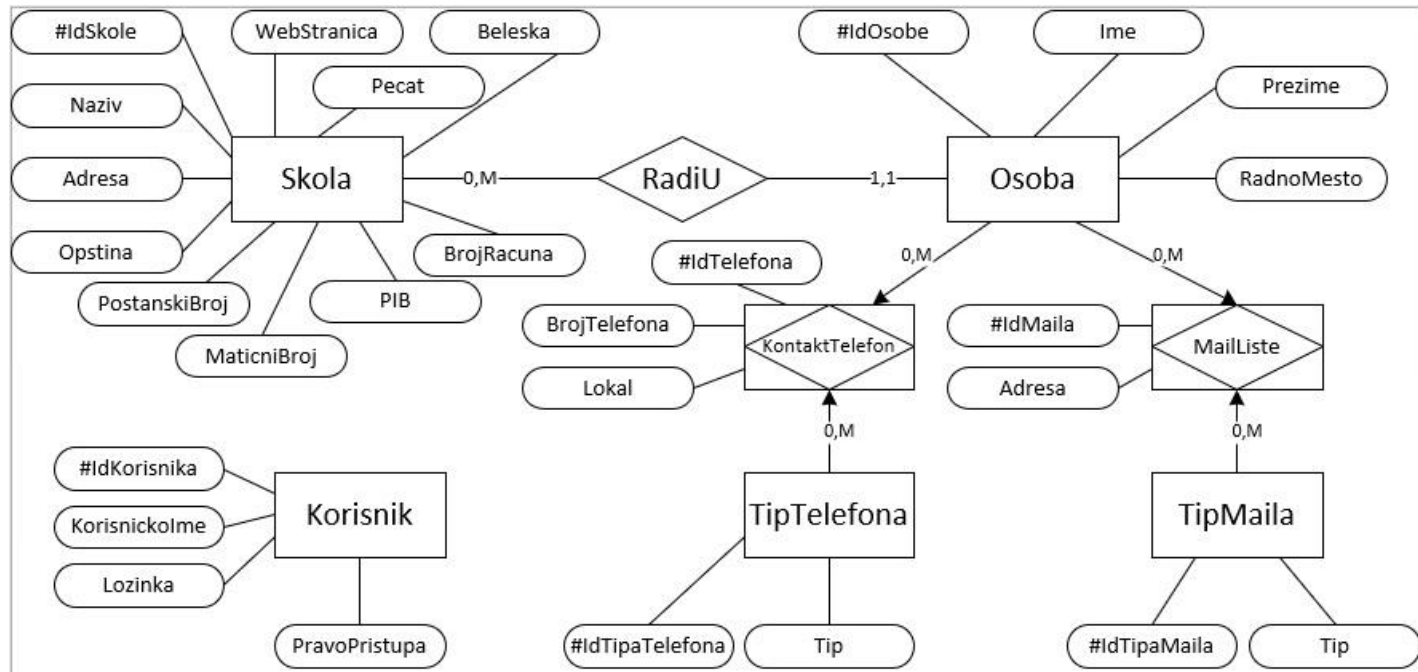 #IdSkole
WebStranica
Beleska
#IdOsobe
Ime
Pecat
Prezime
Naziv
Adresa
Skola
0,M
RadiU
1,1
Osoba
RadnoMesto
Opstina
BrojRacuna
#IdTelefona
0,M
0,M
PostanskiBroj
PIB
BrojTelefona
#IdMaila
MaticniBroj
KontaktTelefon
MailListe
Lokal
Adresa
0,M
0,M
#IdKorisnika
KorisnickoIme
Korisnik
TipTelefona
TipMaila
Lozinka
PravoPristupa
#IdTipaTelefona
Tip
#IdTipaMaila
Tip